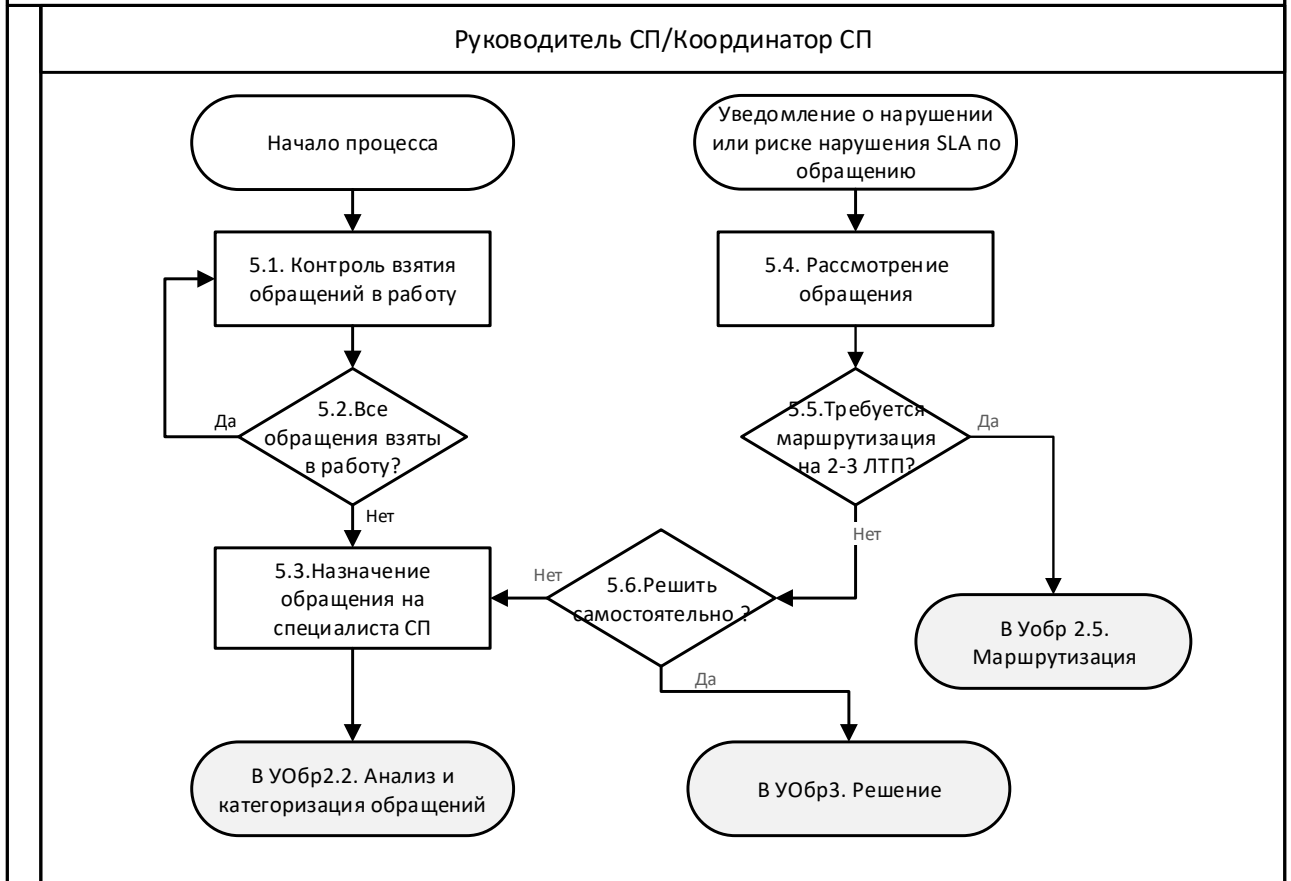 Руководитель СП/Координатор СП
Начало процесса
Уведомление о нарушении
или риске нарушения SLA по
обращению
5.1. Контроль взятия
обращений в работу
5.4. Рассмотрение
обращения
5.2.Все
обращения взяты
в работу?
Да
Нет
5.5.Требуется
маршрутизация
на 2-3 ЛТП?
Да
Нет
5.3.Назначение
обращения на
специалиста СП
Нет
5.6.Решить
самостоятельно ?
Да
В Уобр 2.5.
Маршрутизация
В УОбр2.2. Анализ и
категоризация обращений
В УОбр3. Решение